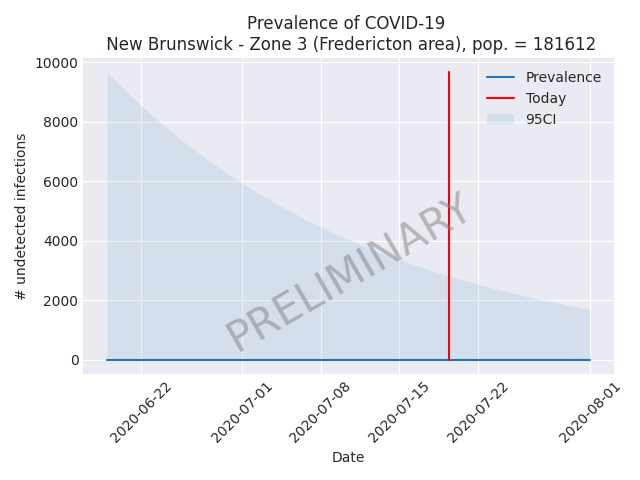 Prevalence of COVID-19
New Brunswick - Zone 3 (Fredericton area), pop. = 181612
10000
8000
6000
4000
2000
0
# undetected infections
Prevalence
Today
95CI
PRELIMINARY
2020-06-22
2020-07-01
2020-07-08
2020-07-15
2020-07-22
2020-08-01
Date